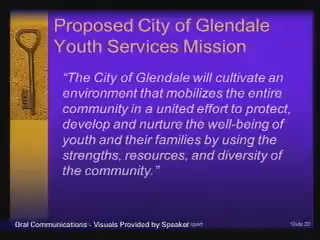 Proposed City of Glendale
Youth Services Mission
“The City of Glendale will cultivate an
environment that mobilizes the entire
community in a united effort to protect,
develop and nurture the well-being of
youth and their families by using the
strengths, resources, and diversity of
the community.”
Oral Communications - Visuals Provided by Speaker
Slide 20